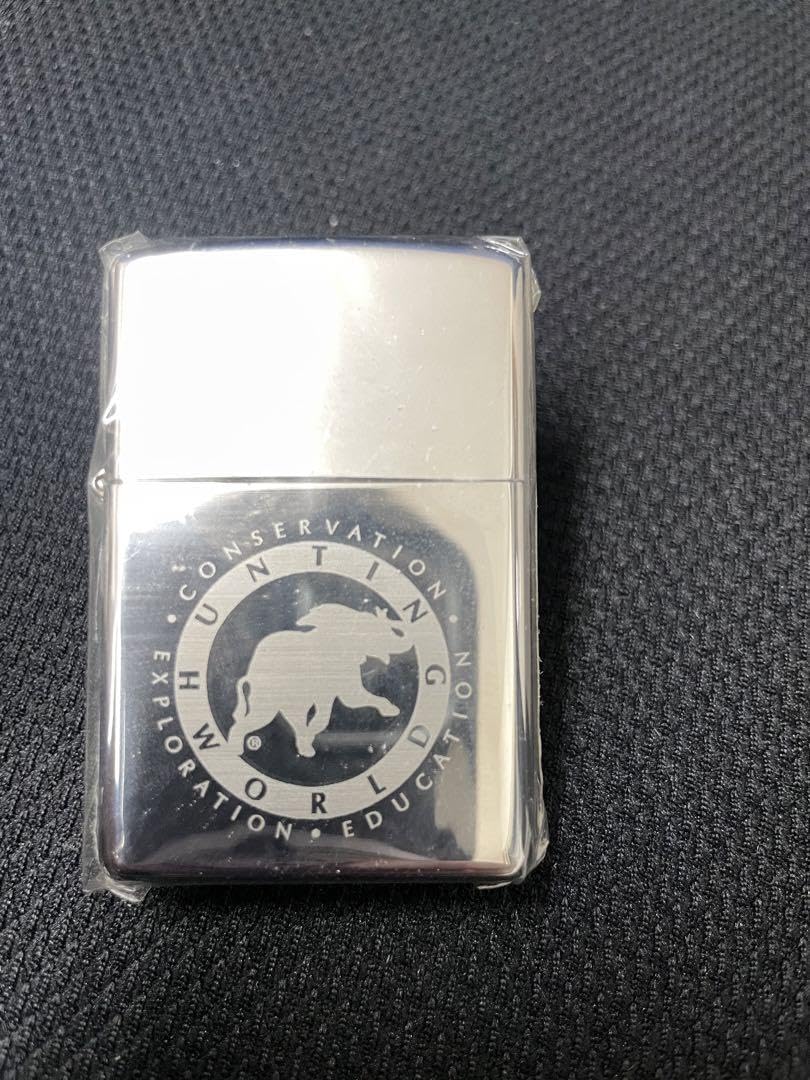 • CONSERVATION • EDUCATION • EXPLORATION
HUNTING WORLD
®